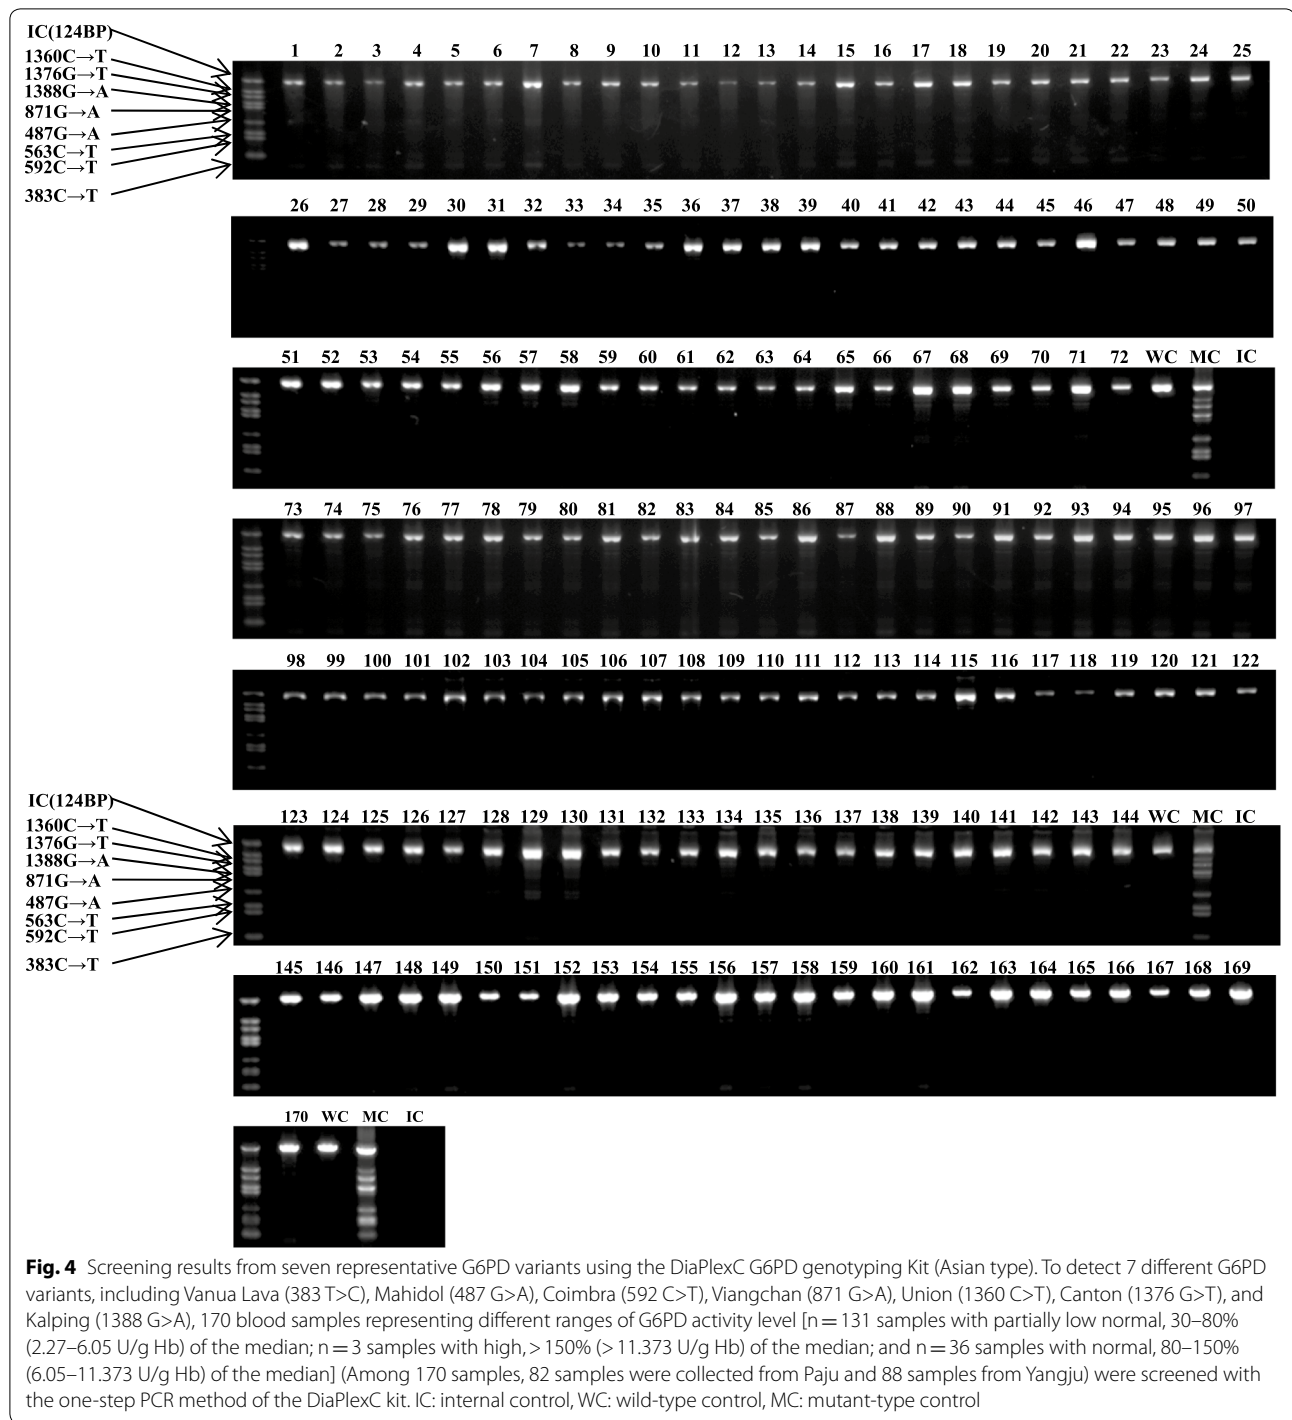 IC(124BP)
1360C→T
1376G→T
1388G→A
871G→A
487G→A
563C→T
592C→T
383C→T
1 2 3 4 5 6 7 8 9 10 11 12 13 14 15 16 17 18 19 20 21 22 23 24 25
26 27 28 29 30 31 32 33 34 35 36 37 38 39 40 41 42 43 44 45 46 47 48 49 50
51 52 53 54 55 56 57 58 59 60 61 62 63 64 65 66 67 68 69 70 71 72 WC MC IC
73 74 75 76 77 78 79 80 81 82 83 84 85 86 87 88 89 90 91 92 93 94 95 96 97
98 99 100 101 102 103 104 105 106 107 108 109 110 111 112 113 114 115 116 117 118 119 120 121 122
IC(124BP)
1360C→T
1376G→T
1388G→A
871G→A
487G→A
563C→T
592C→T
383C→T
123 124 125 126 127 128 129 130 131 132 133 134 135 136 137 138 139 140 141 142 143 144 WC MC IC
145 146 147 148 149 150 151 152 153 154 155 156 157 158 159 160 161 162 163 164 165 166 167 168 169
170 WC MC IC
Fig. 4 Screening results from seven representative G6PD variants using the DiaPlexC G6PD genotyping Kit (Asian type). To detect 7 different G6PD
variants, including Vanua Lava (383 T>C), Mahidol (487 G>A), Coimbra (592 C>T), Viangchan (871 G>A), Union (1360 C>T), Canton (1376 G>T), and
Kalping (1388 G>A), 170 blood samples representing different ranges of G6PD activity level [n = 131 samples with partially low normal, 30–80%
(2.27–6.05 U/g Hb) of the median; n = 3 samples with high, > 150% (> 11.373 U/g Hb) of the median; and n = 36 samples with normal, 80–150%
(6.05–11.373 U/g Hb) of the median] (Among 170 samples, 82 samples were collected from Paju and 88 samples from Yangju) were screened with
the one-step PCR method of the DiaPlexC kit. IC: internal control, WC: wild-type control, MC: mutant-type control